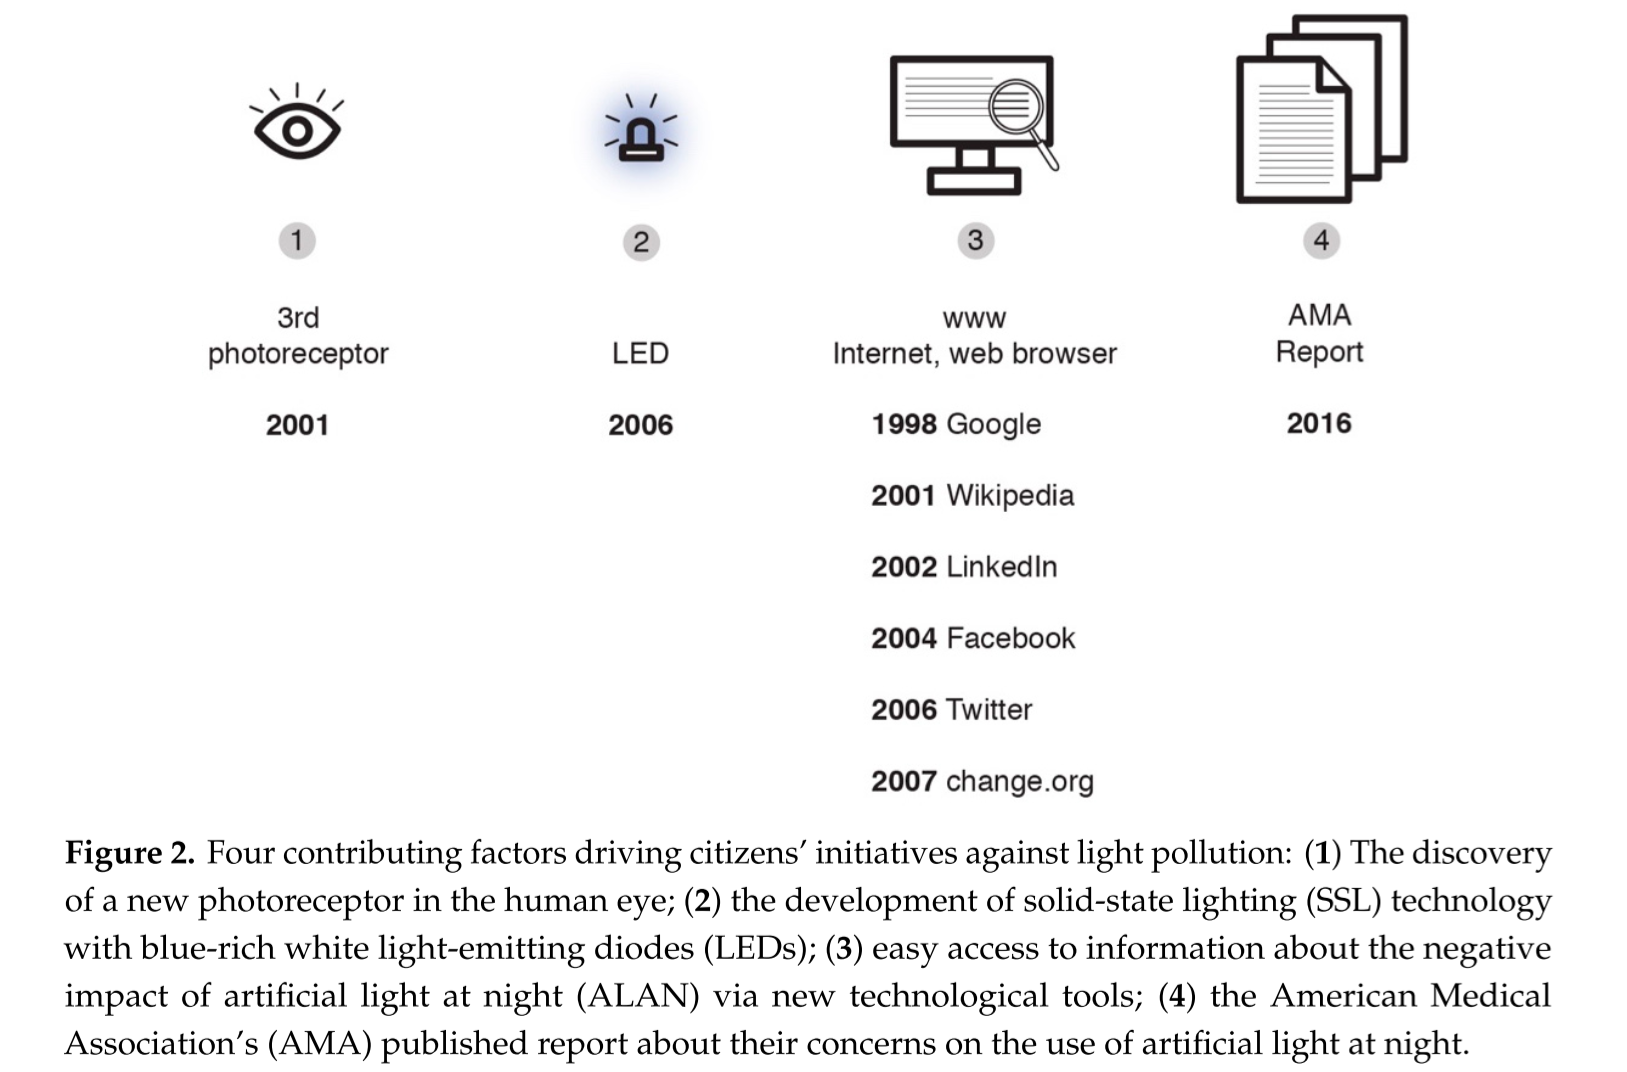 1
3rd
photoreceptor
2001
2
LED
2006
3
www
Internet, web browser
1998 Google
2001 Wikipedia
2002 LinkedIn
2004 Facebook
2006 Twitter
2007 change.org
4
AMA
Report
2016
Figure 2. Four contributing factors driving citizens’ initiatives against light pollution: (1) The discovery
of a new photoreceptor in the human eye; (2) the development of solid-state lighting (SSL) technology
with blue-rich white light-emitting diodes (LEDs); (3) easy access to information about the negative
impact of artificial light at night (ALAN) via new technological tools; (4) the American Medical
Association’s (AMA) published report about their concerns on the use of artificial light at night.